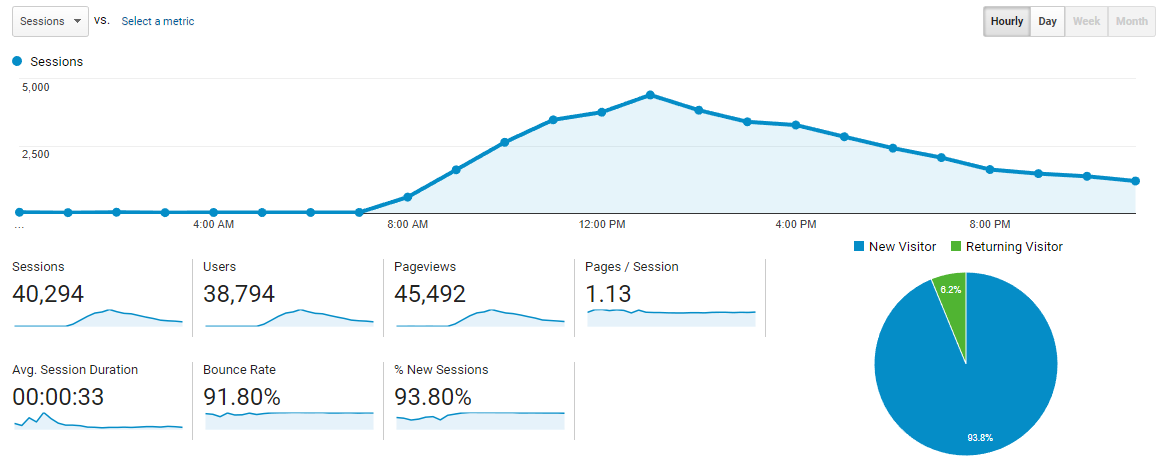 Sessions vs. Select a metric Hourly Day Week Month
Sessions
5,000
2,500
... 4:00 AM 8:00 AM 12:00 PM 4:00 PM 8:00 PM
New Visitor Returning Visitor
Sessions Users Pageviews Pages / Session
40,294 38,794 45,492 1.13
6.2%
Avg. Session Duration Bounce Rate % New Sessions
00:00:33 91.80% 93.80%
93.8%